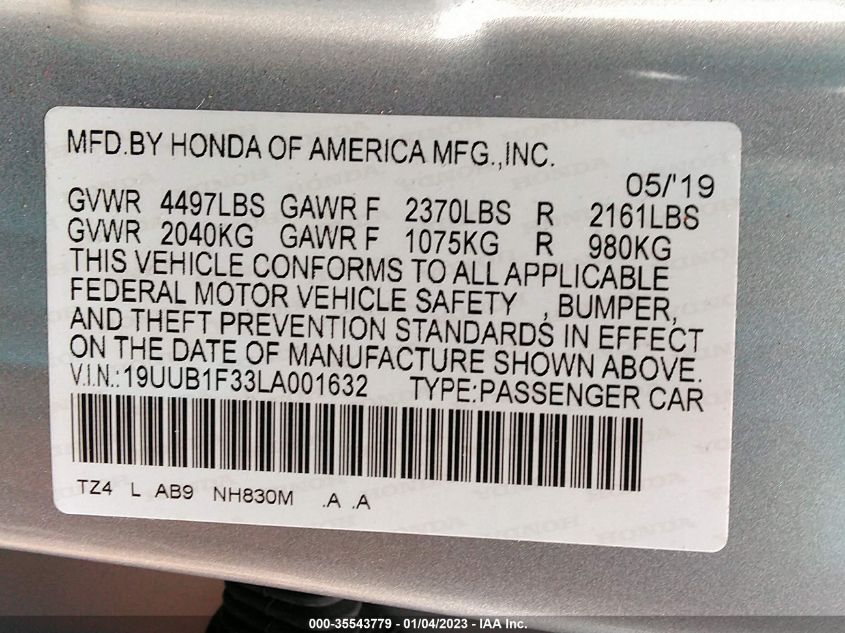 MFD.BY HONDA OF AMERICA MFG.,INC.
05/'19
GVWR 4497LBS GAWR F 2370LBS R 2161LBS
GVWR 2040KG GAWR F 1075KG R 980KG
THIS VEHICLE CONFORMS TO ALL APPLICABLE
FEDERAL MOTOR VEHICLE SAFETY , BUMPER,
AND THEFT PREVENTION STANDARDS IN EFFECT
ON THE DATE OF MANUFACTURE SHOWN ABOVE.
V.I.N.:19UUB1F33LA001632 TYPE:PASSENGER CAR
TZ4 L AB9 NH830M .A .A
000-35543779 — 01/04/2023 — IAA Inc.